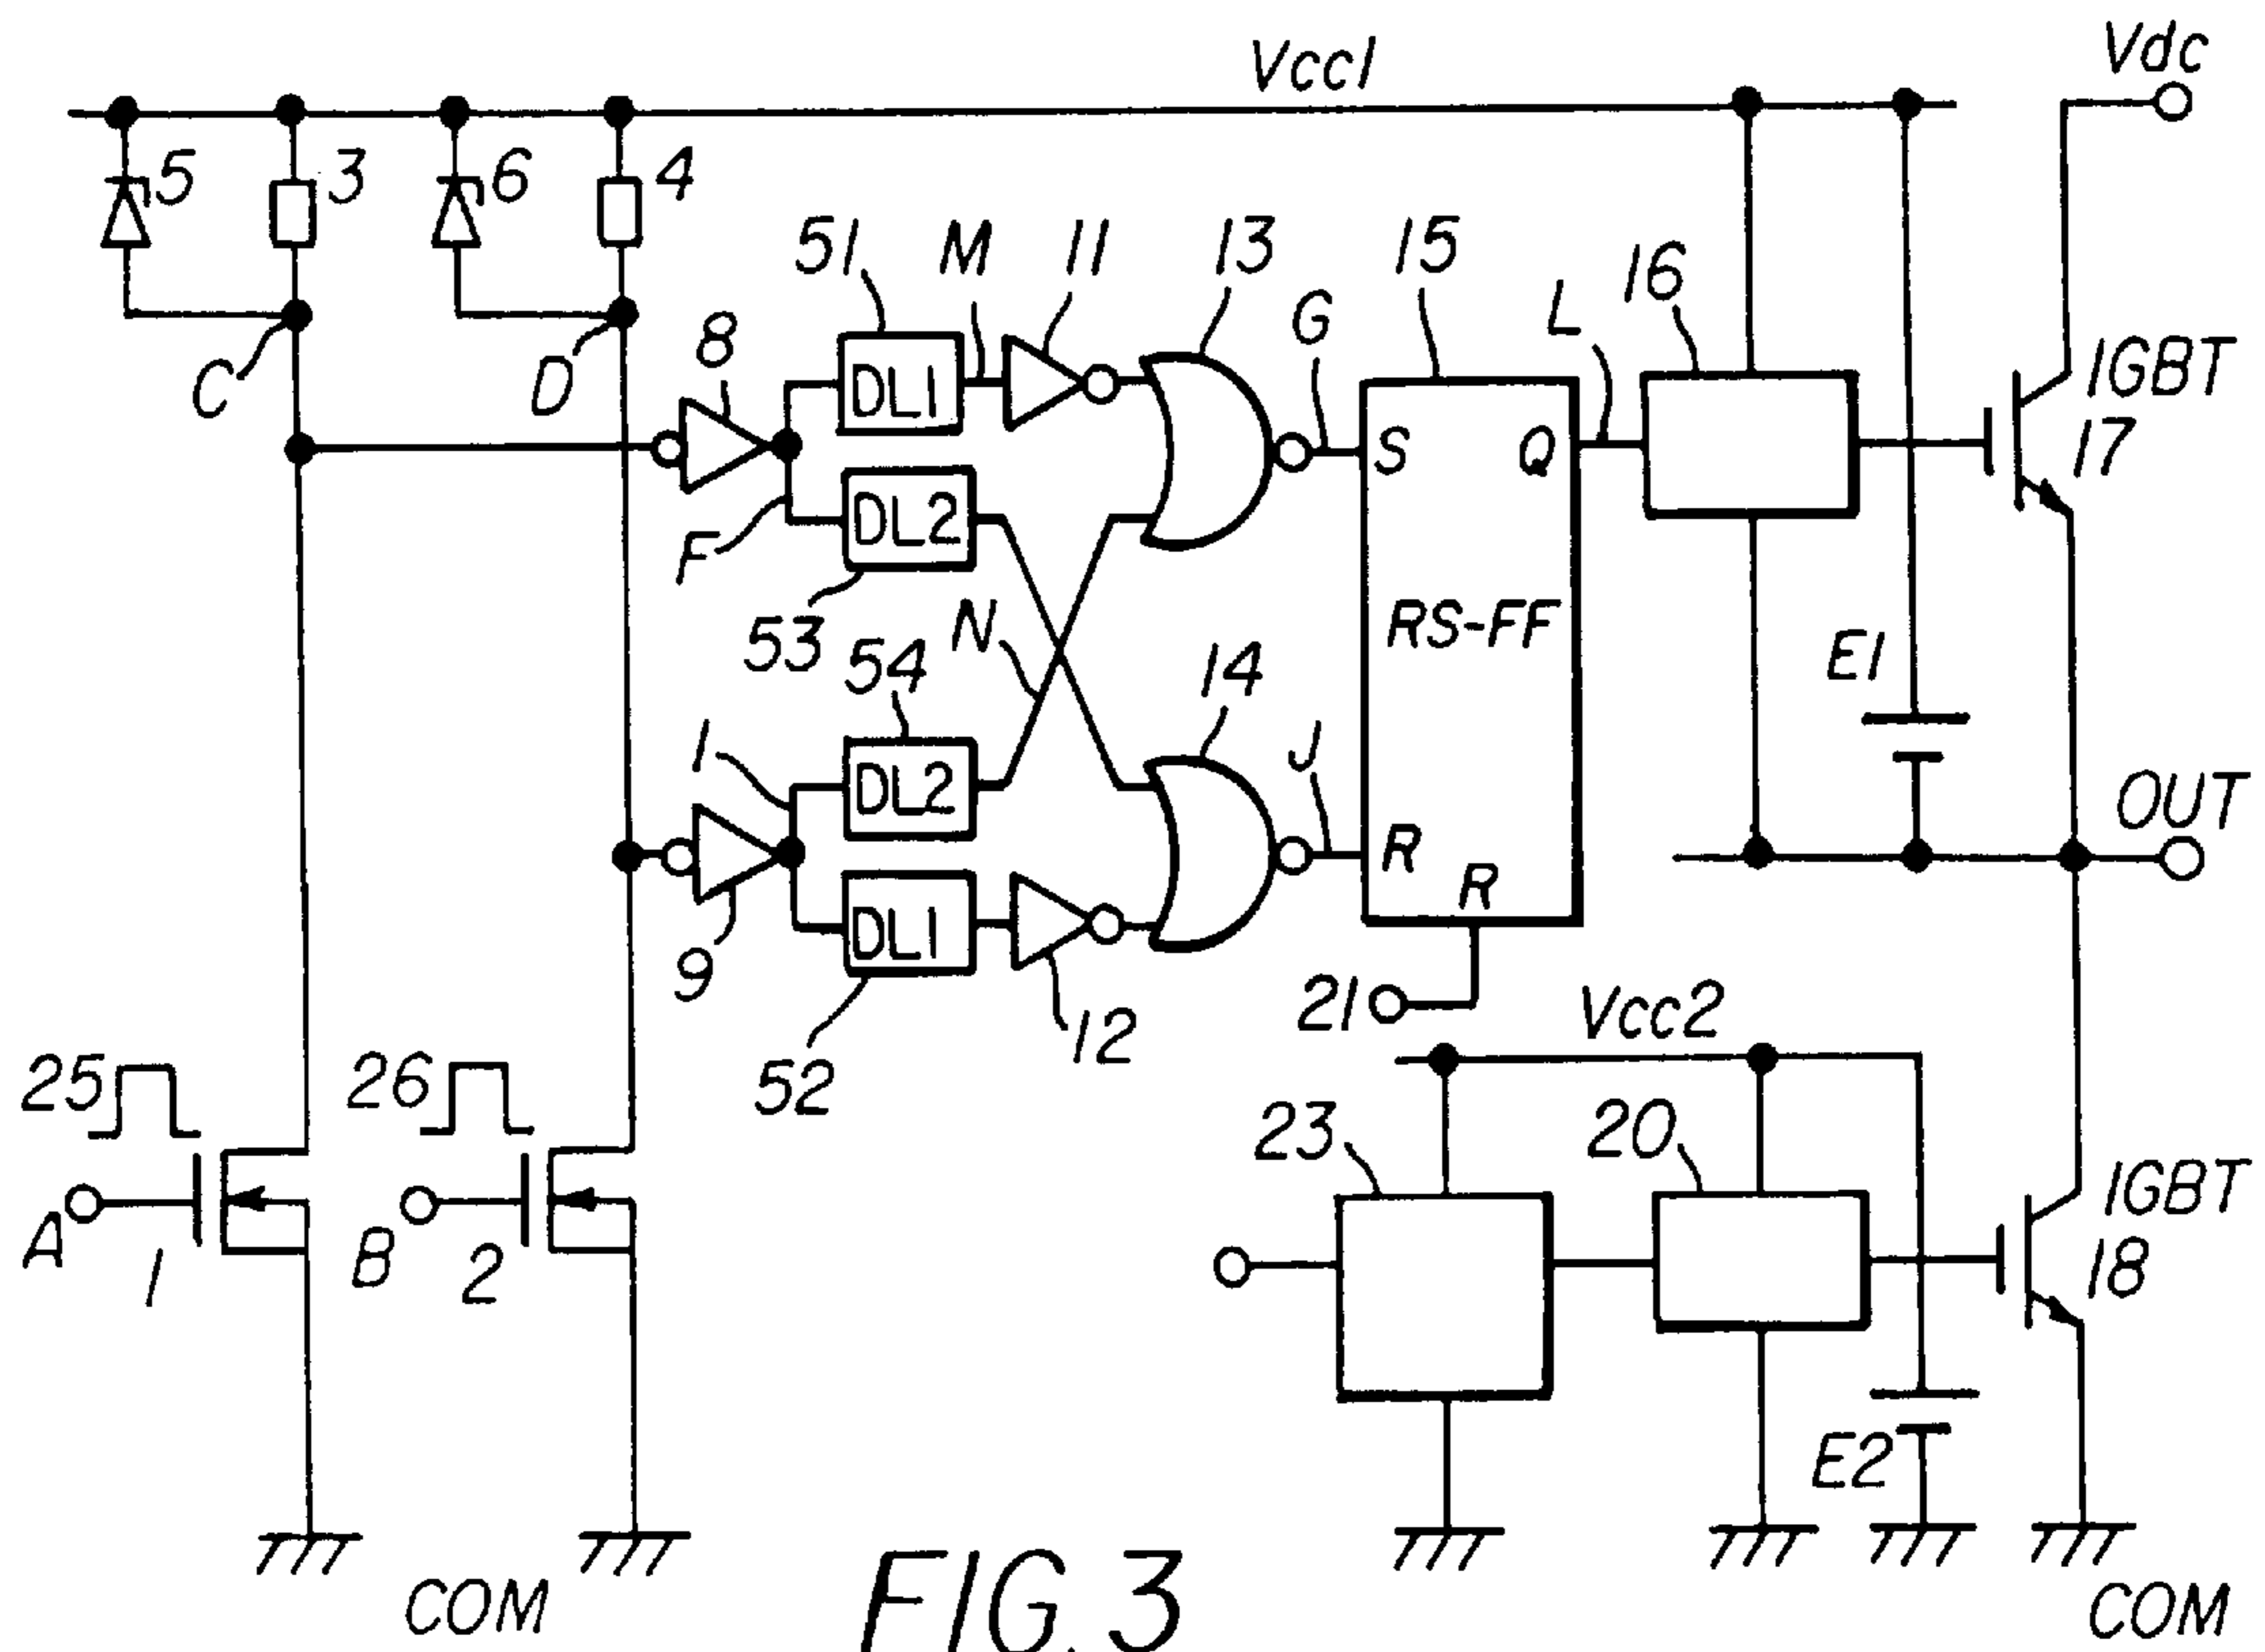 Vcc1
Vdc
5
3
6
4
51
M
11
13
15
L
16
G
8
C
D
DL1
S
Q
IGBT
17
F
DL2
53
54
N
RS-FF
E1
14
I
DL2
J
OUT
R
R
DL1
9
12
52
21
Vcc2
25
26
23
20
IGBT
18
A
1
B
2
E2
COM
FIG. 3
COM